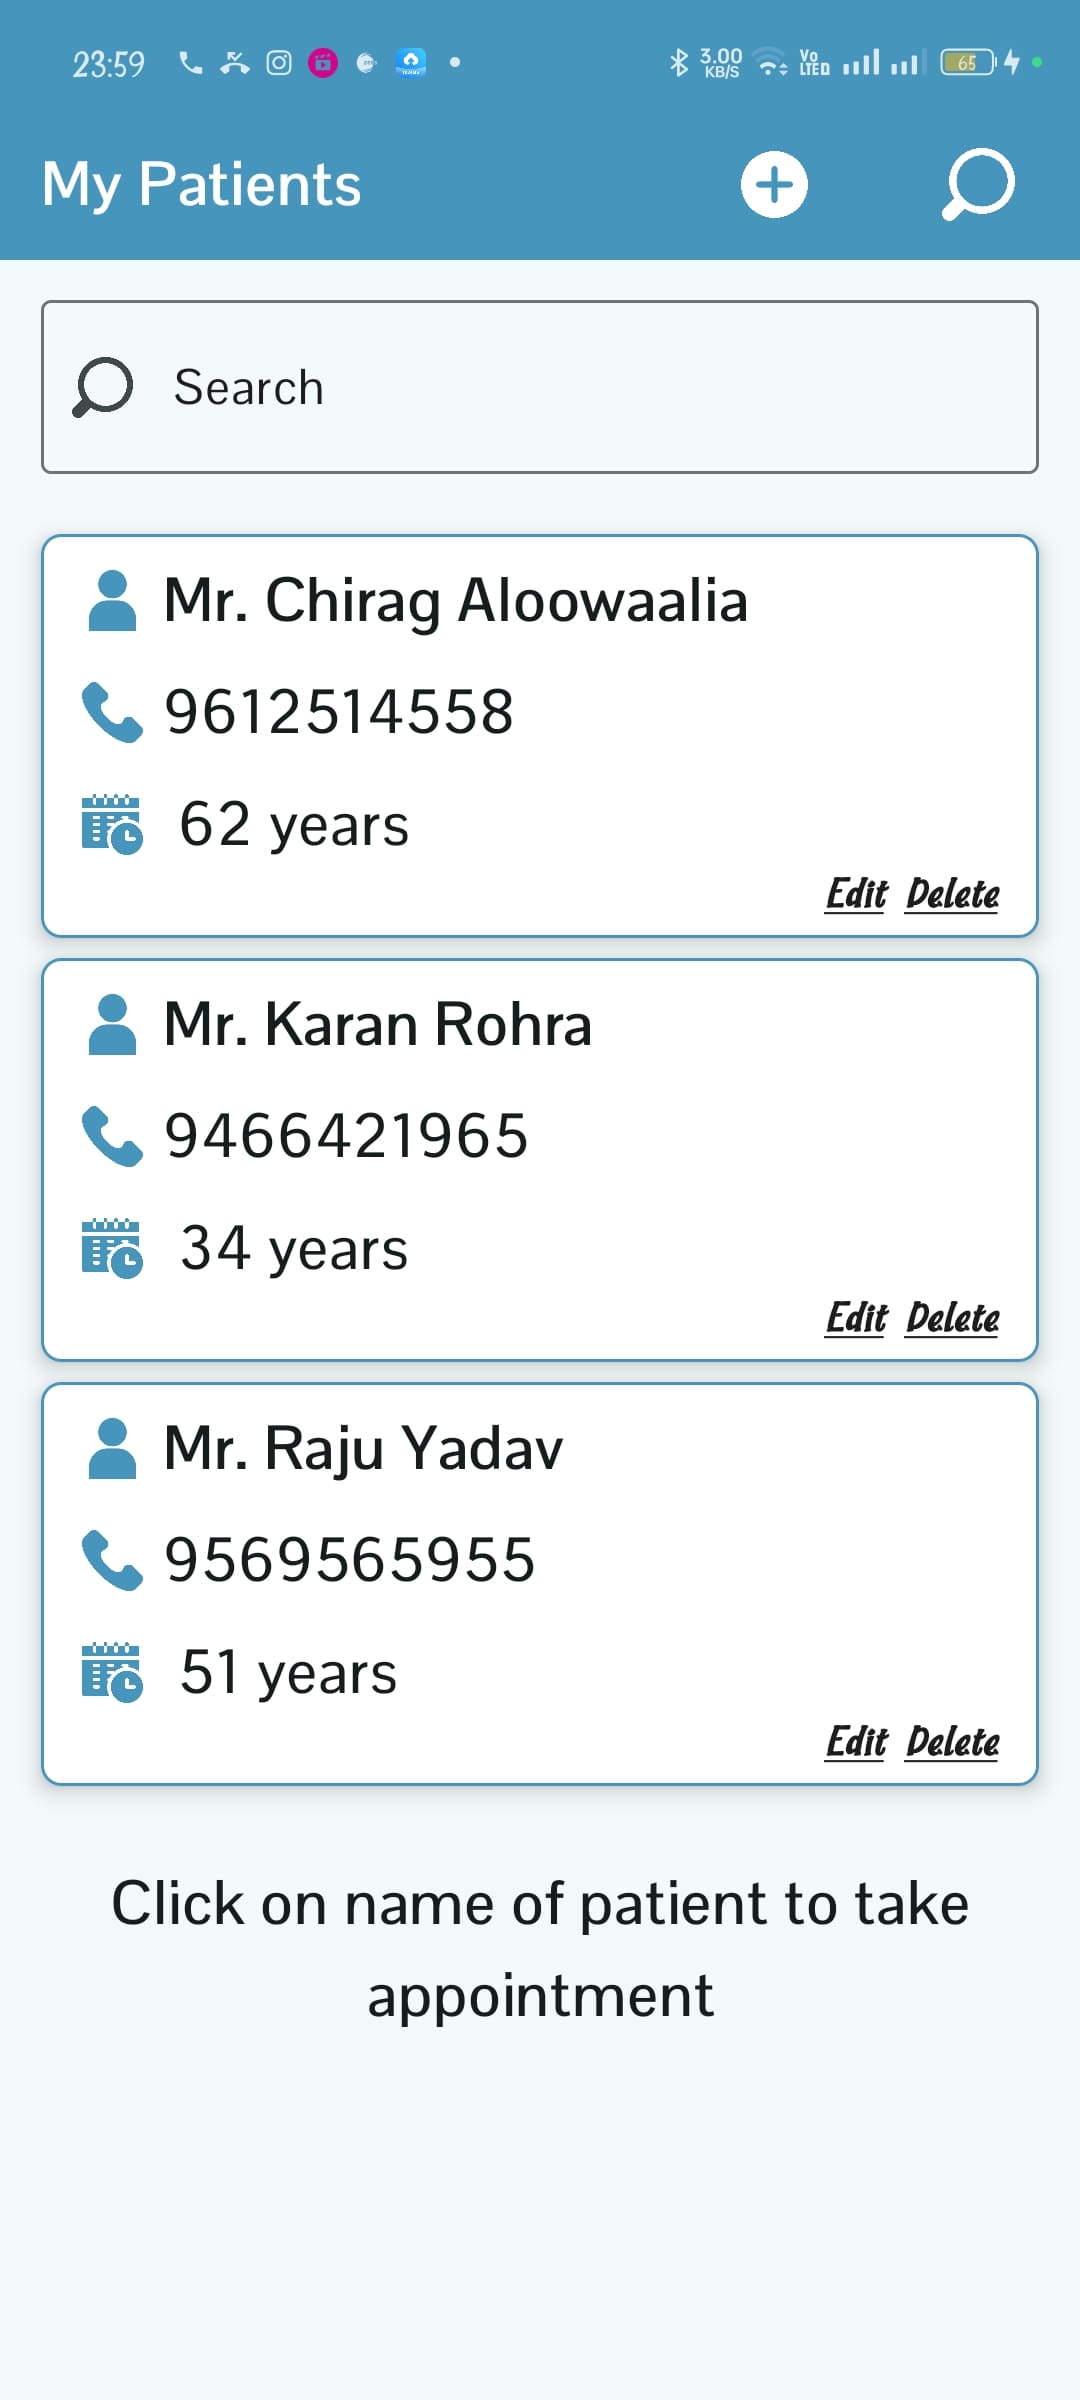 23:59 3.00 KB/S Vo LTED 65
My Patients
Search
Mr. Chirag Aloowaalia
9612514558
62 years
Edit Delete
Mr. Karan Rohra
9466421965
34 years
Edit Delete
Mr. Raju Yadav
9569565955
51 years
Edit Delete
Click on name of patient to take
appointment